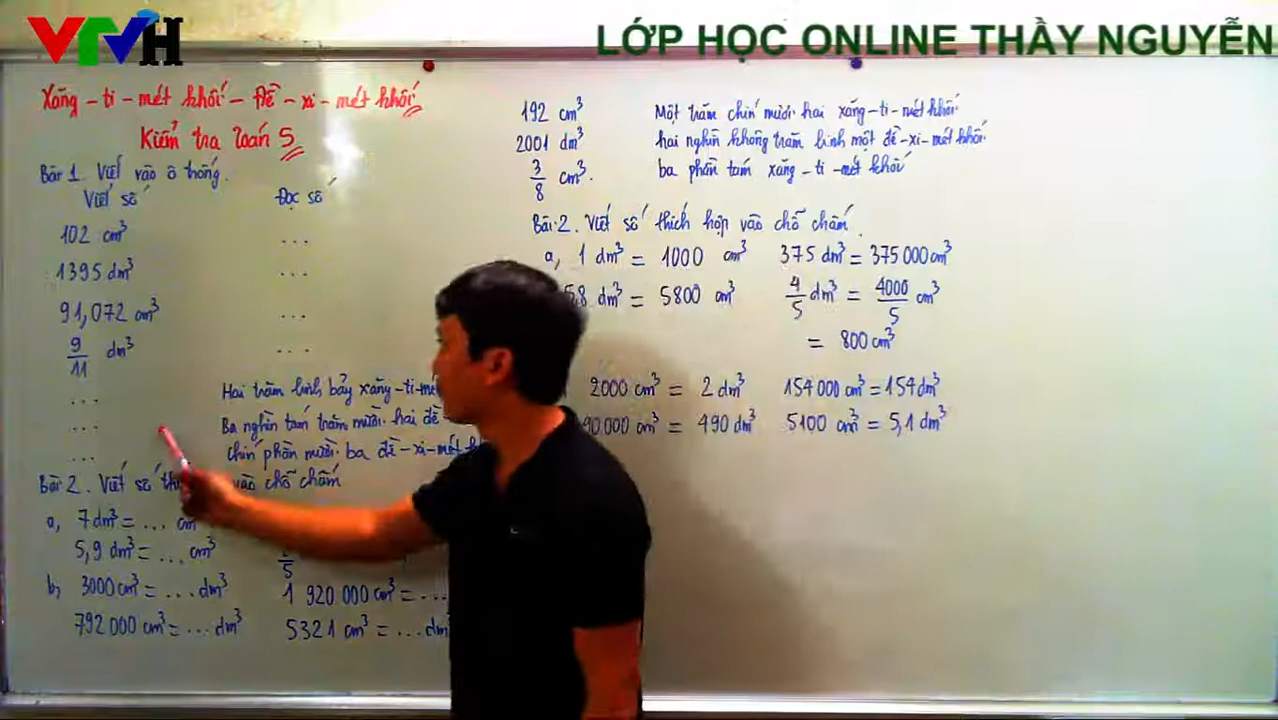 VTVH
LỚP HỌC ONLINE THẦY NGUYỄN
Xăng-ti-mét khối - Đề-xi-mét khối
Kiểm tra toán 5
Bài 1. Viết vào ô trống.
Viết số Đọc số
102 cm³ ...
1395 dm³ ...
91,072 cm³ ...
9/11 dm³ ...
... Hai trăm linh bảy xăng-ti-mé
... Ba nghìn tám trăm mười hai đề
... chín phần mười ba đề-xi-mét
Bài 2. Viết số vào chỗ chấm
a, 7 dm³ = ... cm
5,9 dm³ = ... cm³
/5
b, 3000 cm³ = ... dm³ 1 920 000 cm³ = ...
792 000 cm³ = ... dm³ 5321 cm³ = ... dm
192 cm³ Một trăm chín mươi hai xăng-ti-mét khối
2001 dm³ hai nghìn không trăm linh một đề-xi-mét khối
3/8 cm³. ba phần tám xăng-ti-mét khối
Bài 2. Viết số thích hợp vào chỗ chấm.
a, 1 dm³ = 1000 cm³ 375 dm³ = 375 000 cm³
5,8 dm³ = 5800 cm³ 4/5 dm³ = 4000/5 cm³
= 800 cm³
2000 cm³ = 2 dm³ 154 000 cm³ = 154 dm³
90.000 cm³ = 490 dm³ 5100 cm³ = 5,1 dm³